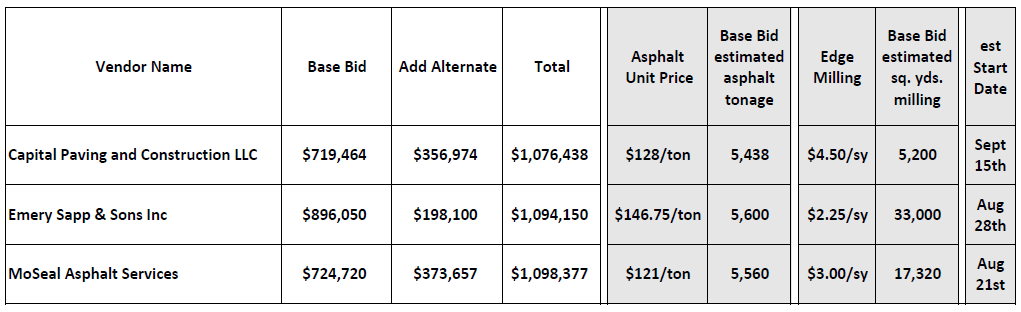 Vendor Name Base Bid Add Alternate Total Asphalt Unit Price Base Bid estimated asphalt tonage Edge Milling Base Bid estimated sq. yds. milling est Start Date
Capital Paving and Construction LLC $719,464 $356,974 $1,076,438 $128/ton 5,438 $4.50/sy 5,200 Sept 15th
Emery Sapp & Sons Inc $896,050 $198,100 $1,094,150 $146.75/ton 5,600 $2.25/sy 33,000 Aug 28th
MoSeal Asphalt Services $724,720 $373,657 $1,098,377 $121/ton 5,560 $3.00/sy 17,320 Aug 21st